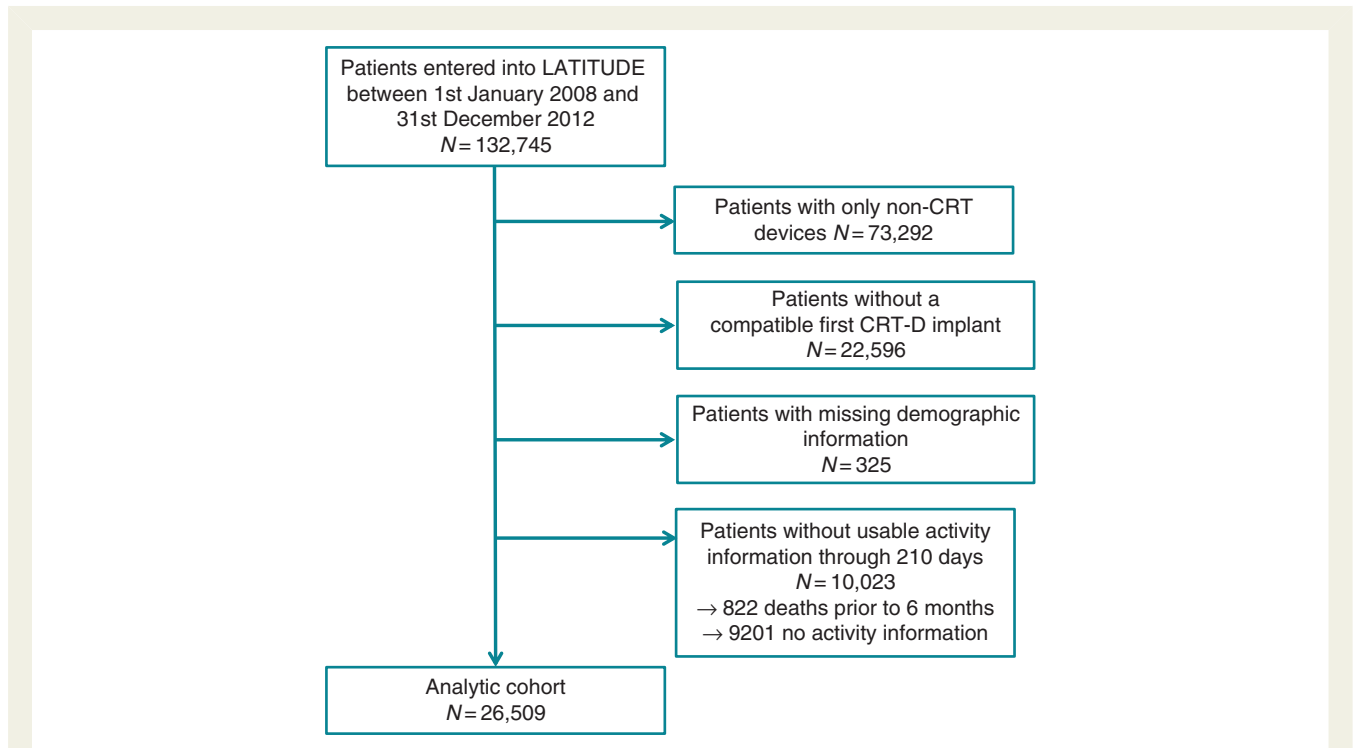 Patients entered into LATITUDE
between 1st January 2008 and
31st December 2012
N = 132,745
Patients with only non-CRT
devices N = 73,292
Patients without a
compatible first CRT-D implant
N = 22,596
Patients with missing demographic
information
N = 325
Patients without usable activity
information through 210 days
N = 10,023
→ 822 deaths prior to 6 months
→ 9201 no activity information
Analytic cohort
N = 26,509